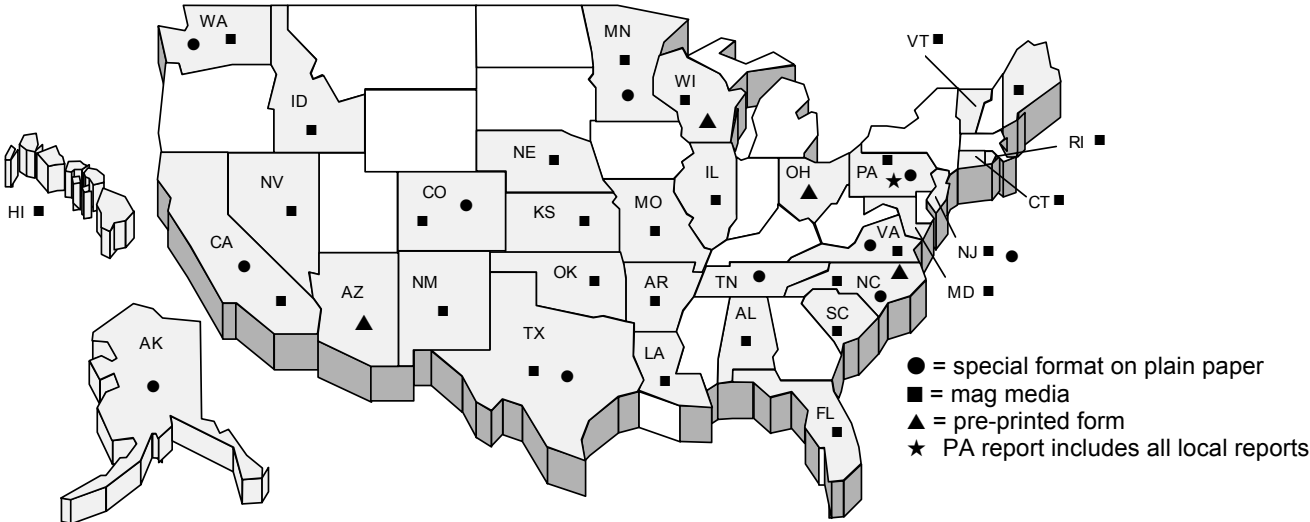 WA
MN
VT
WI
ID
RI
NE
PA
IL
OH
NV
CO
HI
KS
MO
CT
CA
VA
NJ
OK
TN
NC
MD
AZ
NM
AR
SC
AL
TX
AK
LA
FL
= special format on plain paper
= mag media
= pre-printed form
PA report includes all local reports